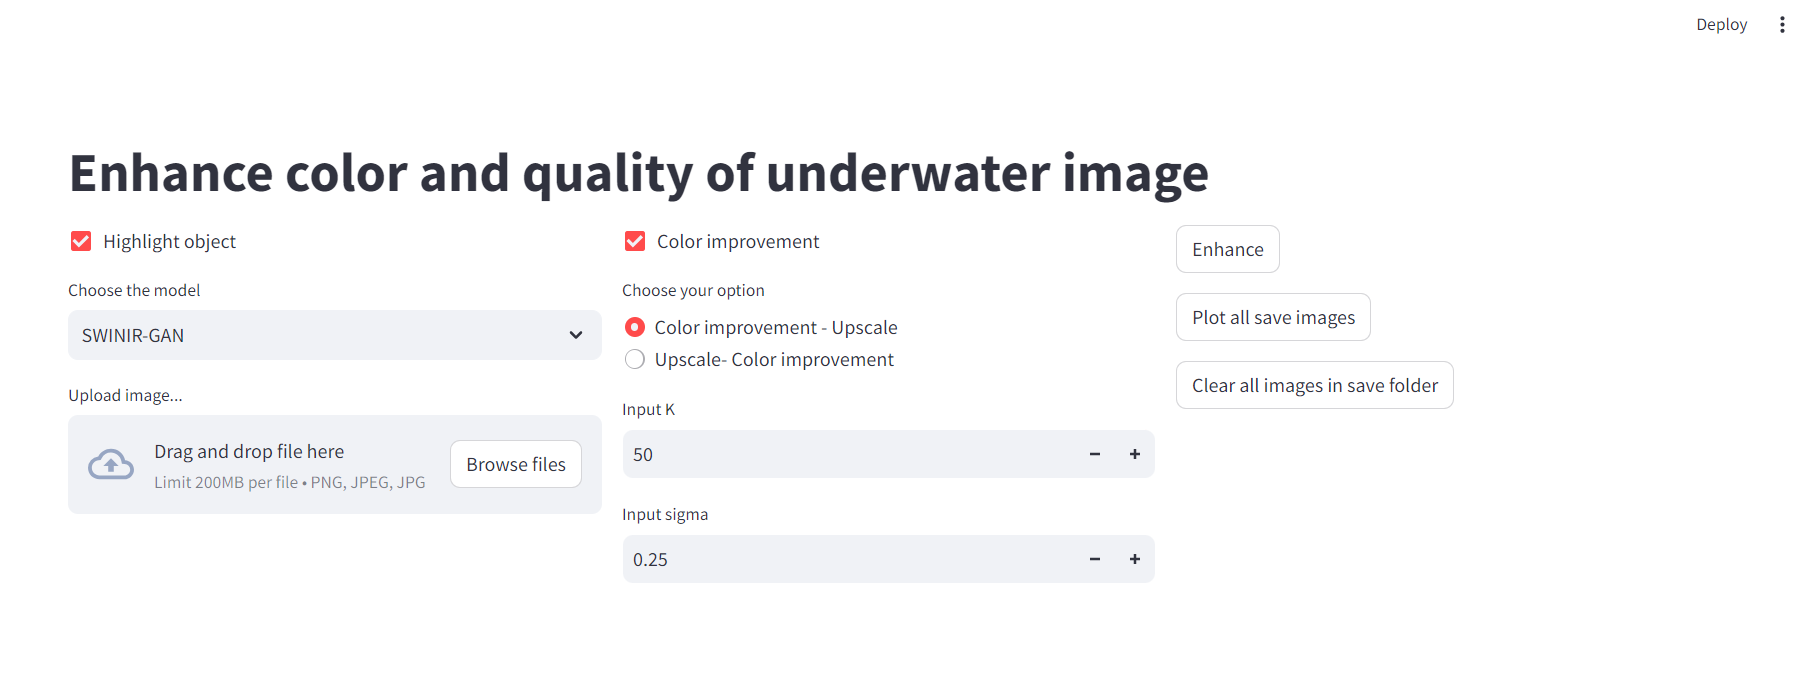 Deploy
Enhance color and quality of underwater image
Highlight object
Choose the model
SWINIR-GAN
Upload image...
Drag and drop file here
Limit 200MB per file • PNG, JPEG, JPG
Browse files
Color improvement
Choose your option
Color improvement - Upscale
Upscale- Color improvement
Input K
50
Input sigma
0.25
Enhance
Plot all save images
Clear all images in save folder